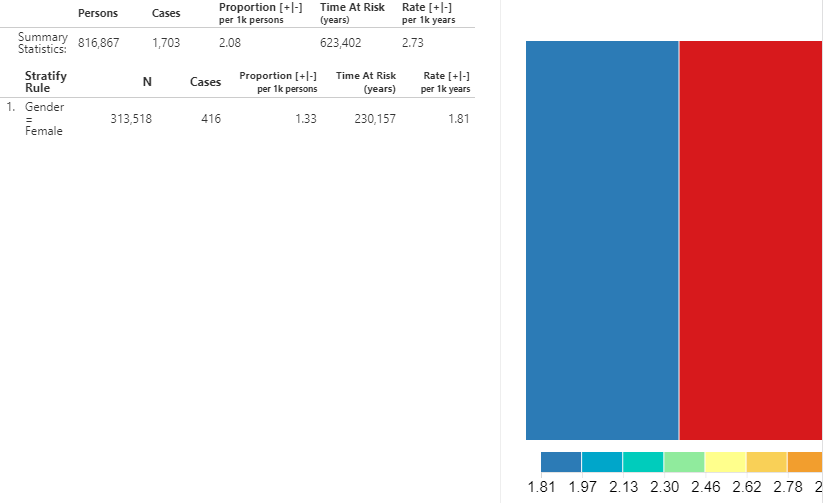 Persons Cases Proportion [+|-] per 1k persons Time At Risk (years) Rate [+|-] per 1k years
Summary Statistics: 816,867 1,703 2.08 623,402 2.73
Stratify Rule N Cases Proportion [+|-] per 1k persons Time At Risk (years) Rate [+|-] per 1k years
1. Gender = Female 313,518 416 1.33 230,157 1.81
1.81 1.97 2.13 2.30 2.46 2.62 2.78